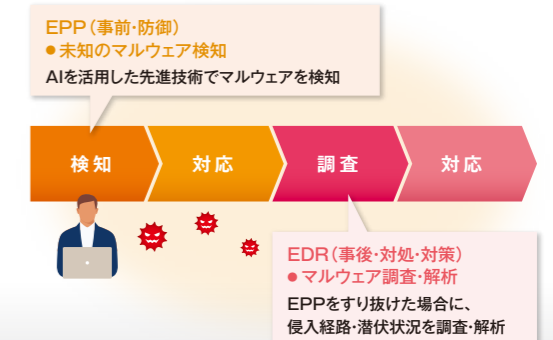 EPP（事前・防御）
●未知のマルウェア検知
AIを活用した先進技術でマルウェアを検知
検知
対応
調査
対応
EDR（事後・対処・対策）
●マルウェア調査・解析
EPPをすり抜けた場合に、
侵入経路・潜伏状況を調査・解析